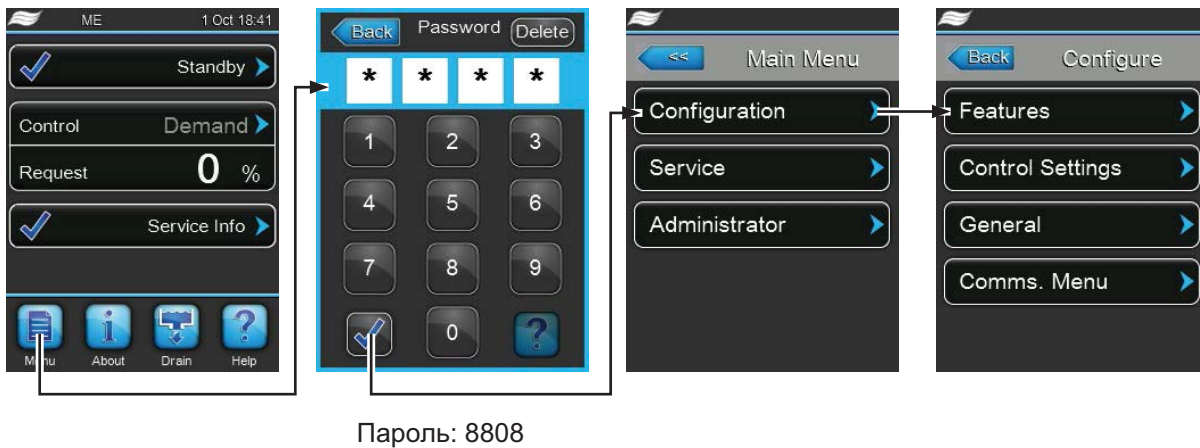 ME 1 Oct 18:41
Standby
Control Demand
Request 0 %
Service Info
Menu About Drain Help
Back Password Delete
* * * *
1 2 3
4 5 6
7 8 9
0 ?
Пароль: 8808
<< Main Menu
Configuration
Service
Administrator
Back Configure
Features
Control Settings
General
Comms. Menu